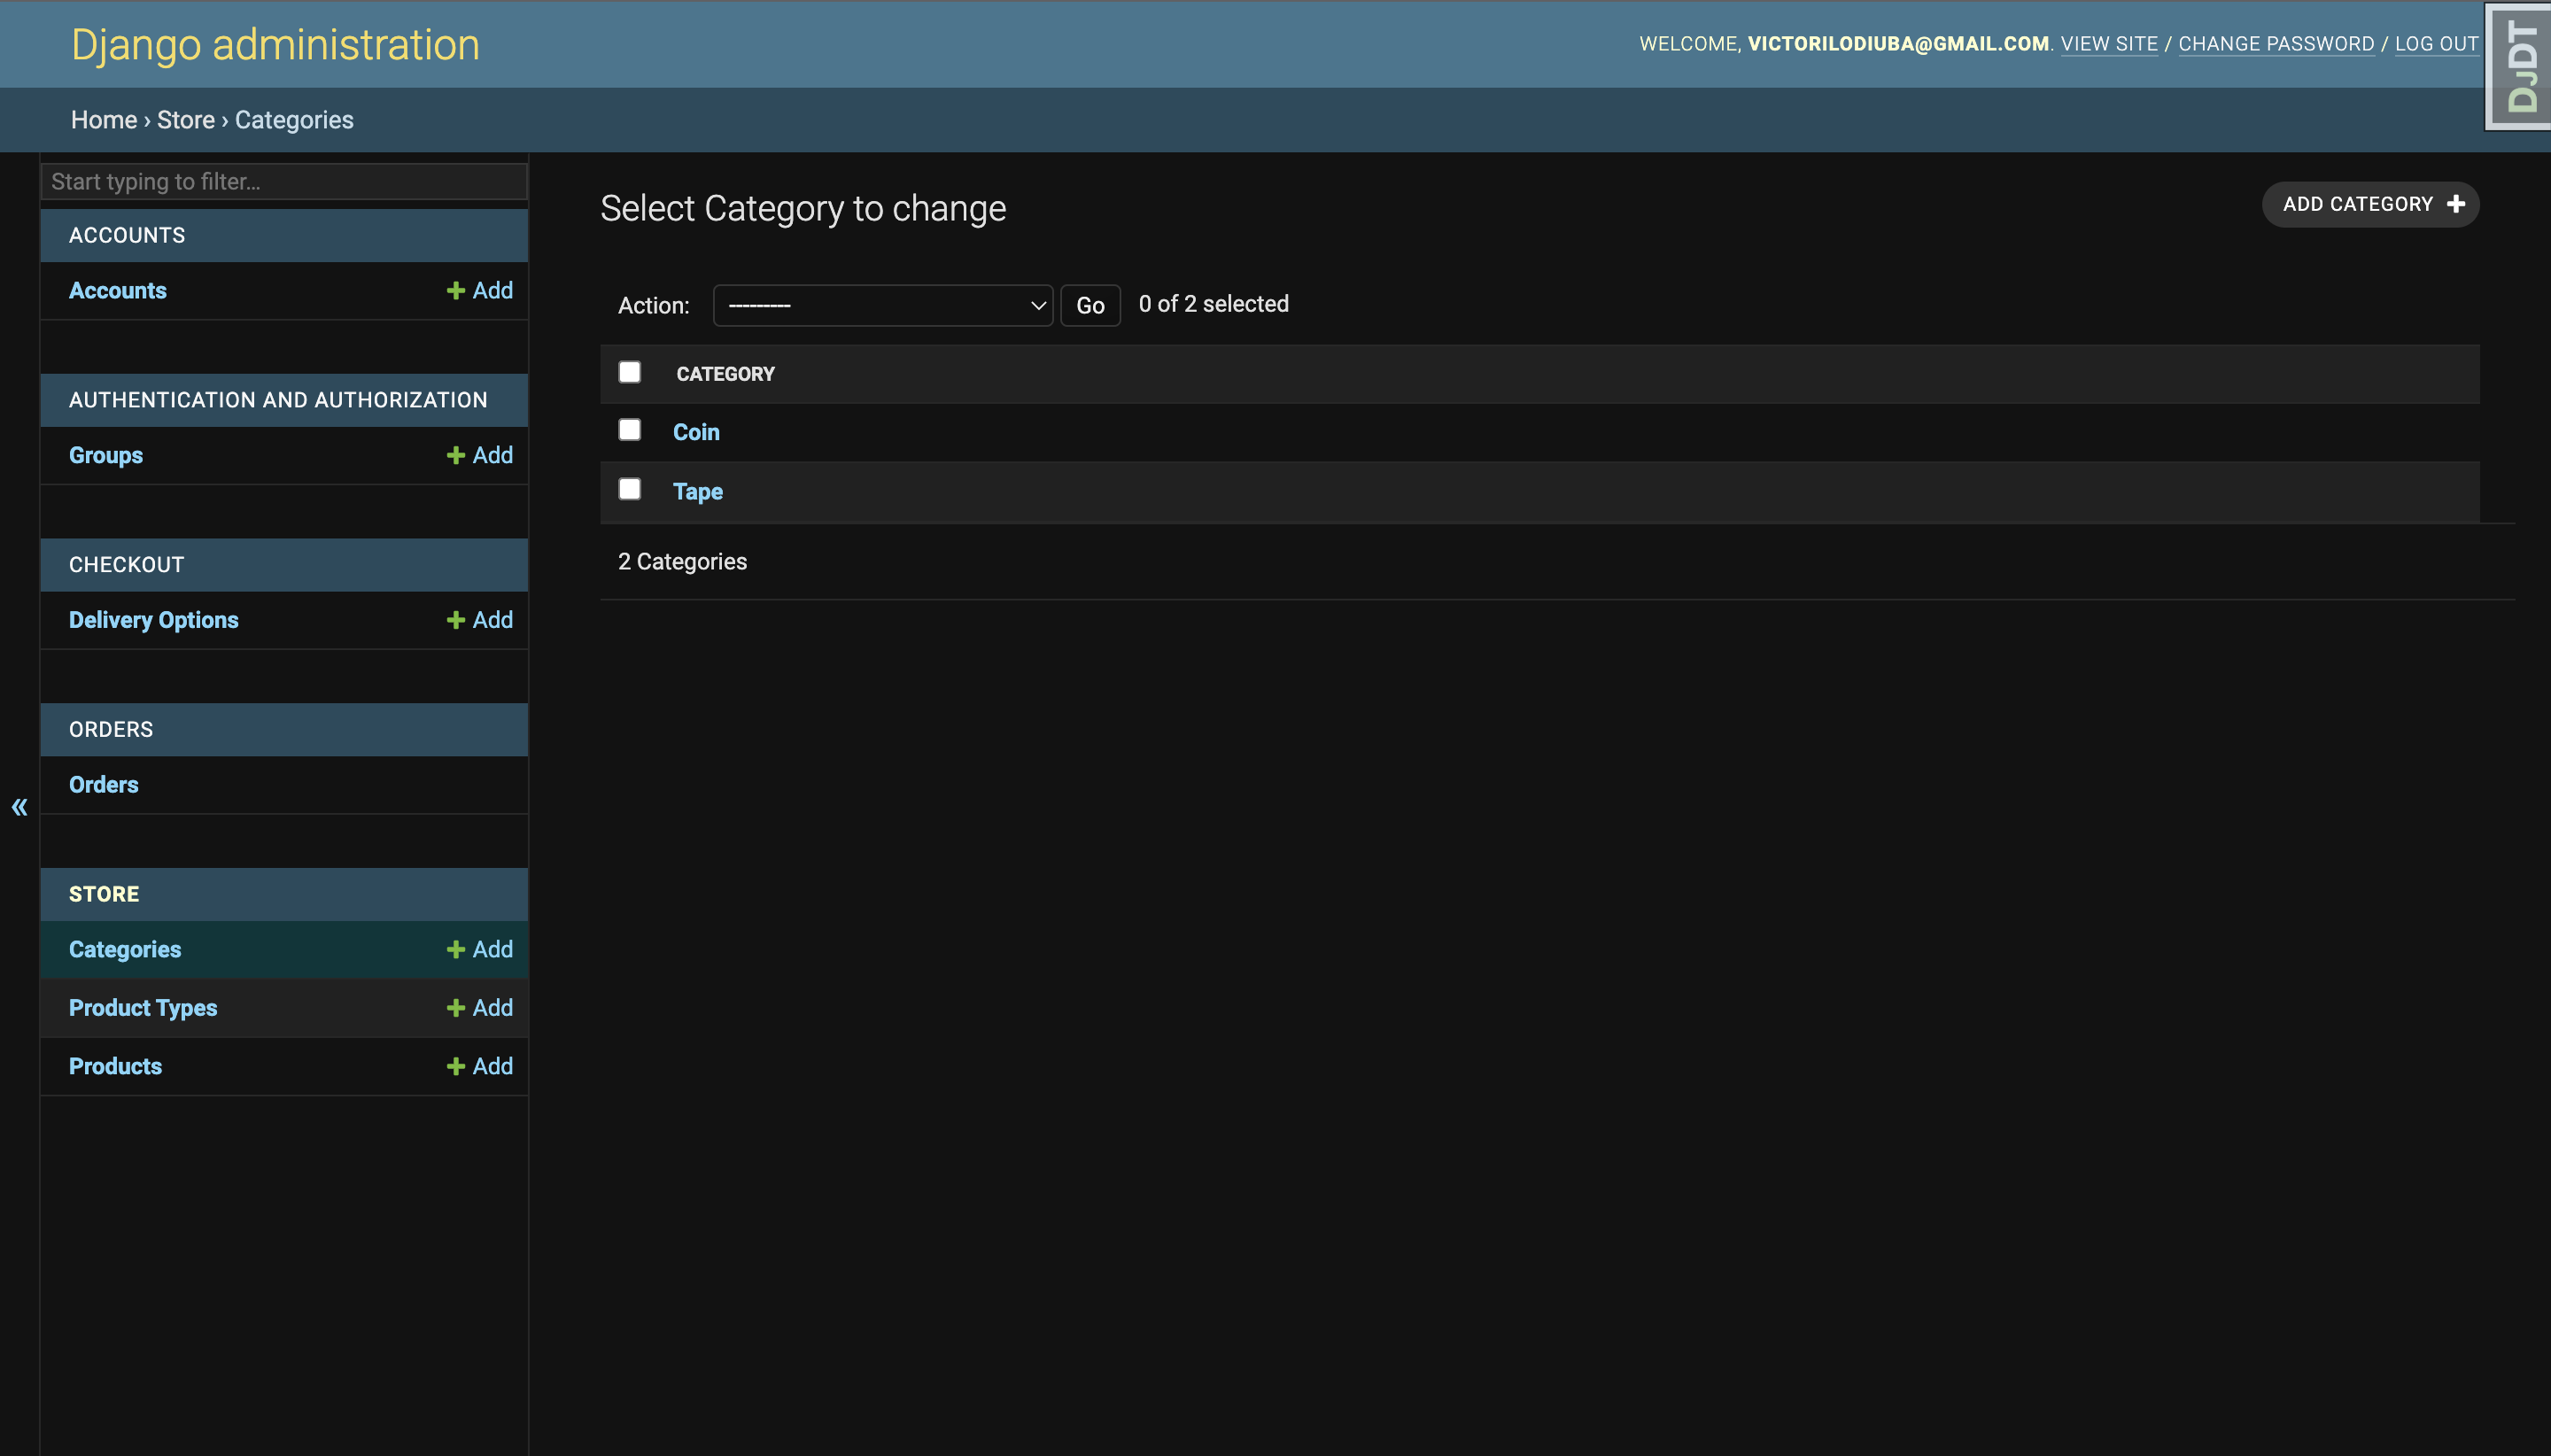 Django administration
WELCOME, VICTORILODIUBA@GMAIL.COM. VIEW SITE / CHANGE PASSWORD / LOG OUT
DJDT
Home › Store › Categories
Start typing to filter...
ACCOUNTS
Accounts + Add
AUTHENTICATION AND AUTHORIZATION
Groups + Add
CHECKOUT
Delivery Options + Add
ORDERS
Orders
«
STORE
Categories + Add
Product Types + Add
Products + Add
Select Category to change
ADD CATEGORY +
Action: --------- Go 0 of 2 selected
CATEGORY
Coin
Tape
2 Categories